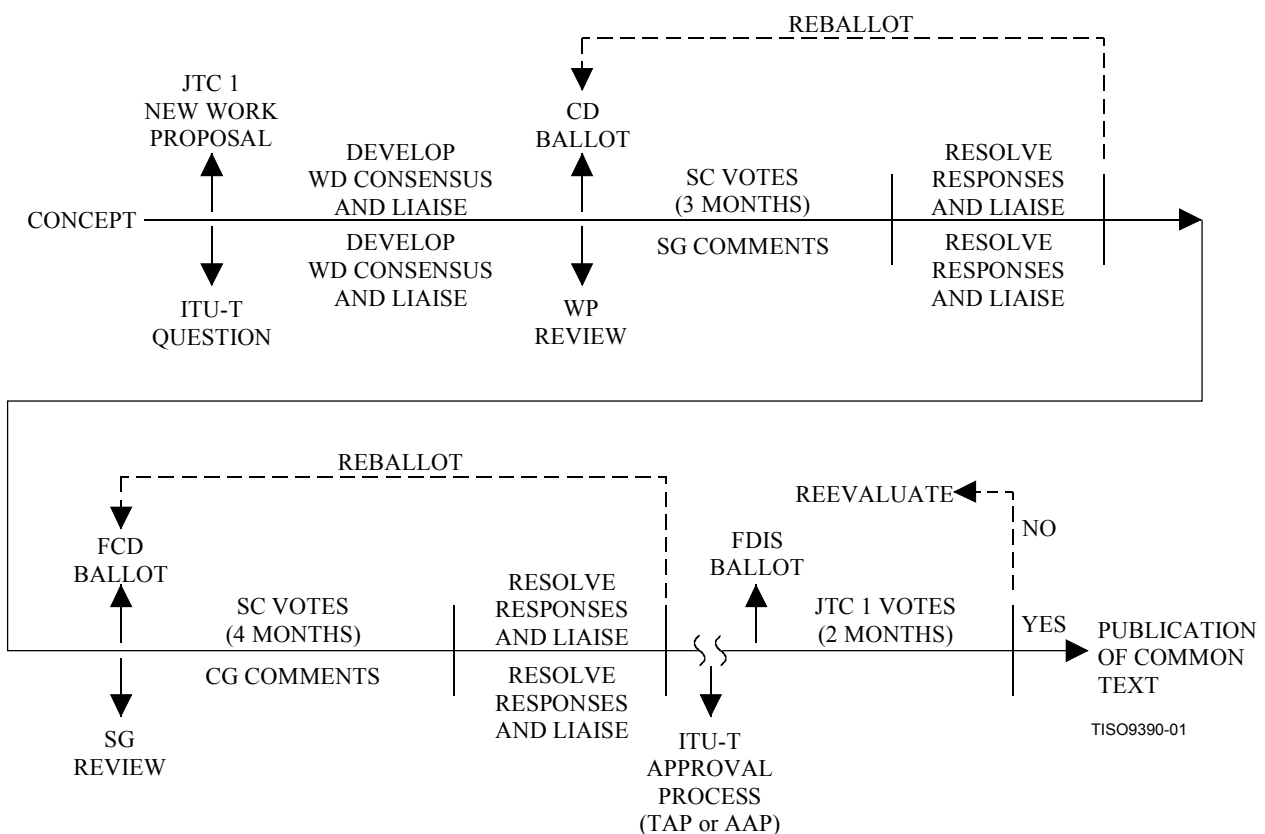 REBALLOT
JTC 1
NEW WORK
PROPOSAL
CD
BALLOT
DEVELOP
WD CONSENSUS
AND LIAISE
SC VOTES
(3 MONTHS)
RESOLVE
RESPONSES
AND LIAISE
CONCEPT
DEVELOP
WD CONSENSUS
AND LIAISE
SG COMMENTS
RESOLVE
RESPONSES
AND LIAISE
ITU-T
QUESTION
WP
REVIEW
REBALLOT
REEVALUATE
NO
FCD
BALLOT
FDIS
BALLOT
SC VOTES
(4 MONTHS)
RESOLVE
RESPONSES
AND LIAISE
JTC 1 VOTES
(2 MONTHS)
YES
PUBLICATION
OF COMMON
TEXT
CG COMMENTS
RESOLVE
RESPONSES
AND LIAISE
SG
REVIEW
ITU-T
APPROVAL
PROCESS
(TAP or AAP)
TISO9390-01